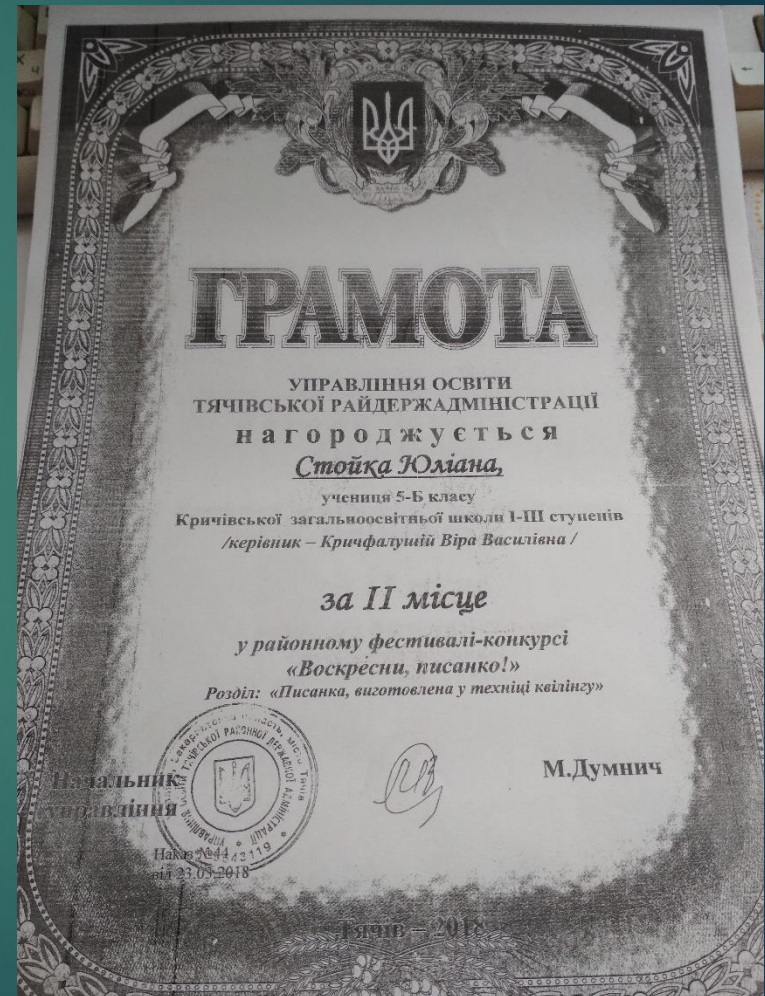 ГРАМОТА
УПРАВЛІННЯ ОСВІТИ
ТЯЧІВСЬКОЇ РАЙДЕРЖАДМІНІСТРАЦІЇ
нагороджується
Стойка Юліана,
учениця 5-Б класу
Кричівської загальноосвітньої школи І-ІІІ ступенів
/керівник – Кричфалушій Віра Василівна /
за ІІ місце
у районному фестивалі-конкурсі
«Воскресни, писанко!»
Розділ: «Писанка, виготовлена у техніці квілінгу»
Начальник
управління
М.Думнич
Наказ №44
від 23.03.2018
Тячів – 2018